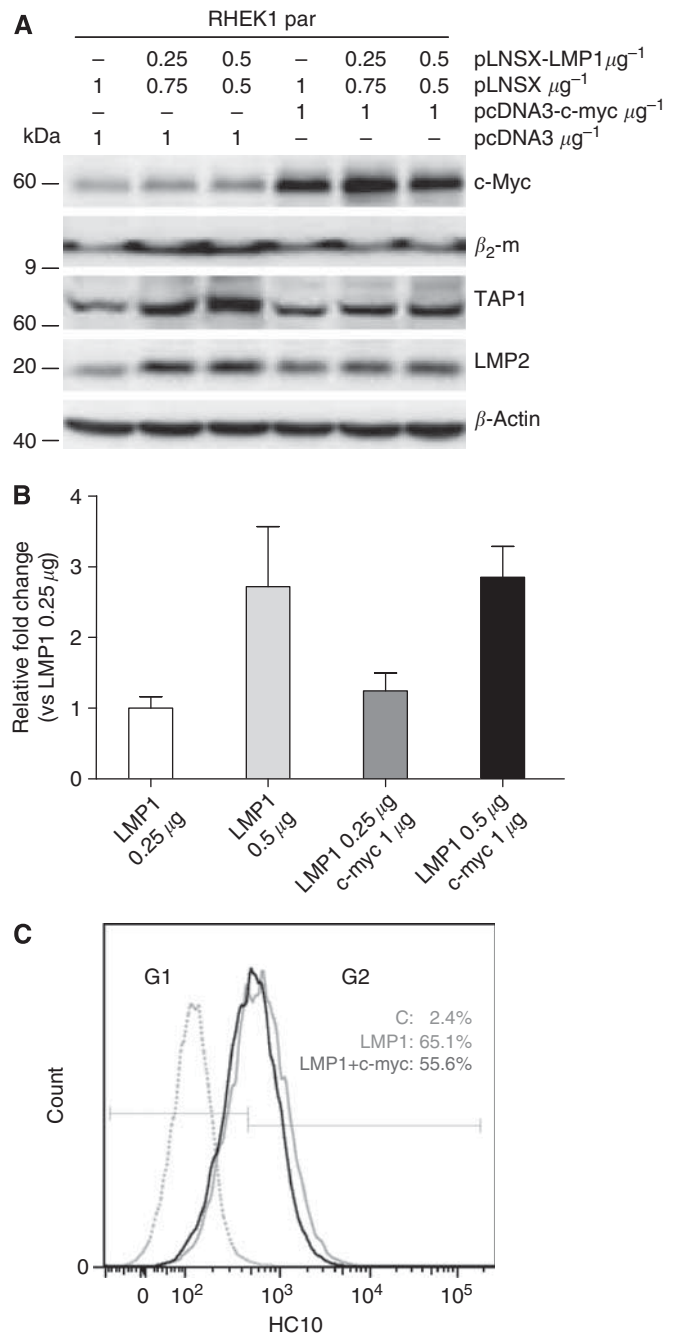 A
RHEK1 par
– 0.25 0.5 – 0.25 0.5 pLNSX-LMP1μg⁻¹
1 0.75 0.5 1 0.75 0.5 pLNSX μg⁻¹
– – – 1 1 1 pcDNA3-c-myc μg⁻¹
kDa 1 1 1 – – – pcDNA3 μg⁻¹
60 c-Myc
β₂-m
9
TAP1
60
20 LMP2
β-Actin
40
B
Relative fold change
(vs LMP1 0.25 μg)
4
3
2
1
0
LMP1
0.25 μg
LMP1
0.5 μg
LMP1 0.25 μg
c-myc 1 μg
LMP1 0.5 μg
c-myc 1 μg
C
G1 G2
C: 2.4%
LMP1: 65.1%
LMP1+c-myc: 55.6%
Count
0
0 10² 10³ 10⁴ 10⁵
HC10